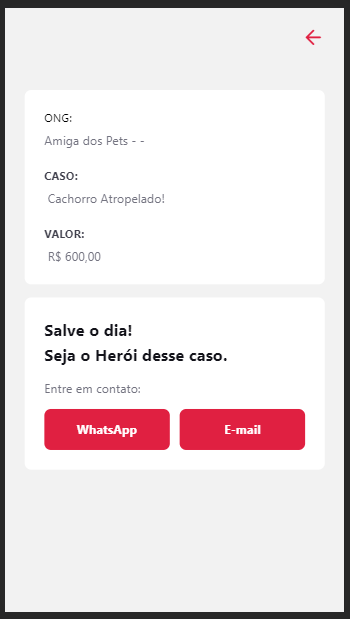 ONG:
Amiga dos Pets - -
CASO:
Cachorro Atropelado!
VALOR:
R$ 600,00
Salve o dia!
Seja o Herói desse caso.
Entre em contato:
WhatsApp
E-mail